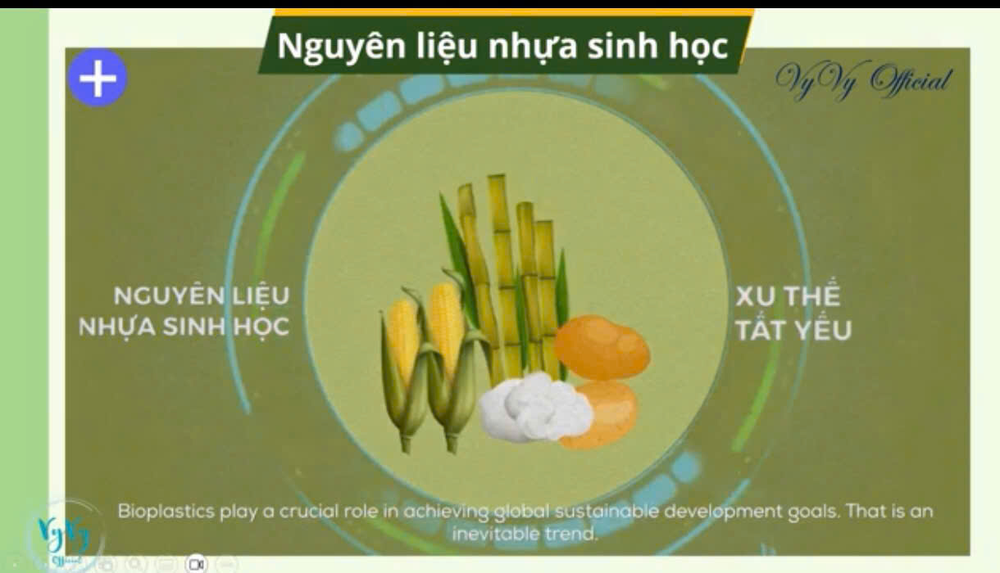 Nguyên liệu nhựa sinh học
VyVy Official
NGUYÊN LIỆU
NHỰA SINH HỌC
XU THẾ
TẤT YẾU
Bioplastics play a crucial role in achieving global sustainable development goals. That is an
inevitable trend.
VyVy
Official